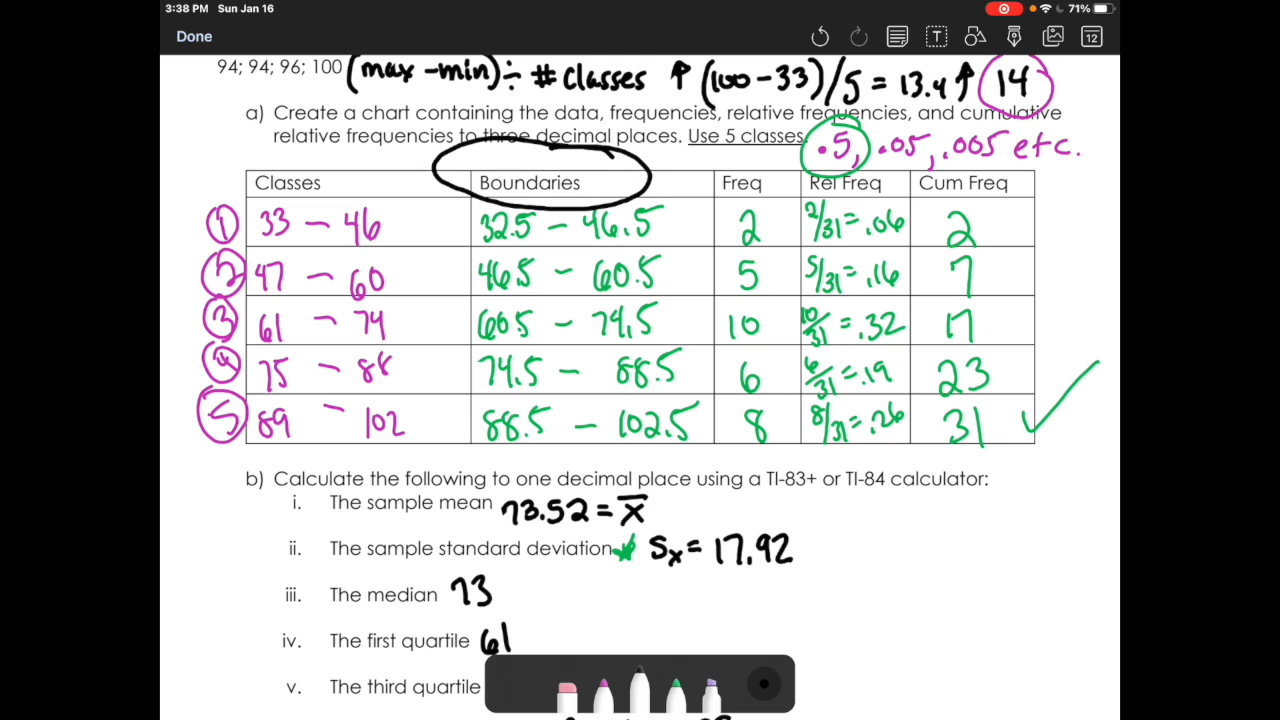 3:38 PM Sun Jan 16 71%
Done T 12
94; 94; 96; 100 (max - min) ÷ # classes ↑ (100 - 33)/5 = 13.4 ↑ 14
a) Create a chart containing the data, frequencies, relative frequencies, and cumulative
relative frequencies to three decimal places. Use 5 classes.
.5, .05, .005 etc.
Classes Boundaries Freq Rel Freq Cum Freq
1 33 - 46 32.5 - 46.5 2 2/31 = .06 2
2 47 - 60 46.5 - 60.5 5 5/31 = .16 7
3 61 - 74 60.5 - 74.5 10 10/31 = .32 17
4 75 - 88 74.5 - 88.5 6 6/31 = .19 23
5 89 - 102 88.5 - 102.5 8 8/31 = .26 31 ✓
b) Calculate the following to one decimal place using a TI-83+ or TI-84 calculator:
i. The sample mean 73.52 = x̄
ii. The sample standard deviation Sx = 17.92
iii. The median 73
iv. The first quartile 61
v. The third quartile